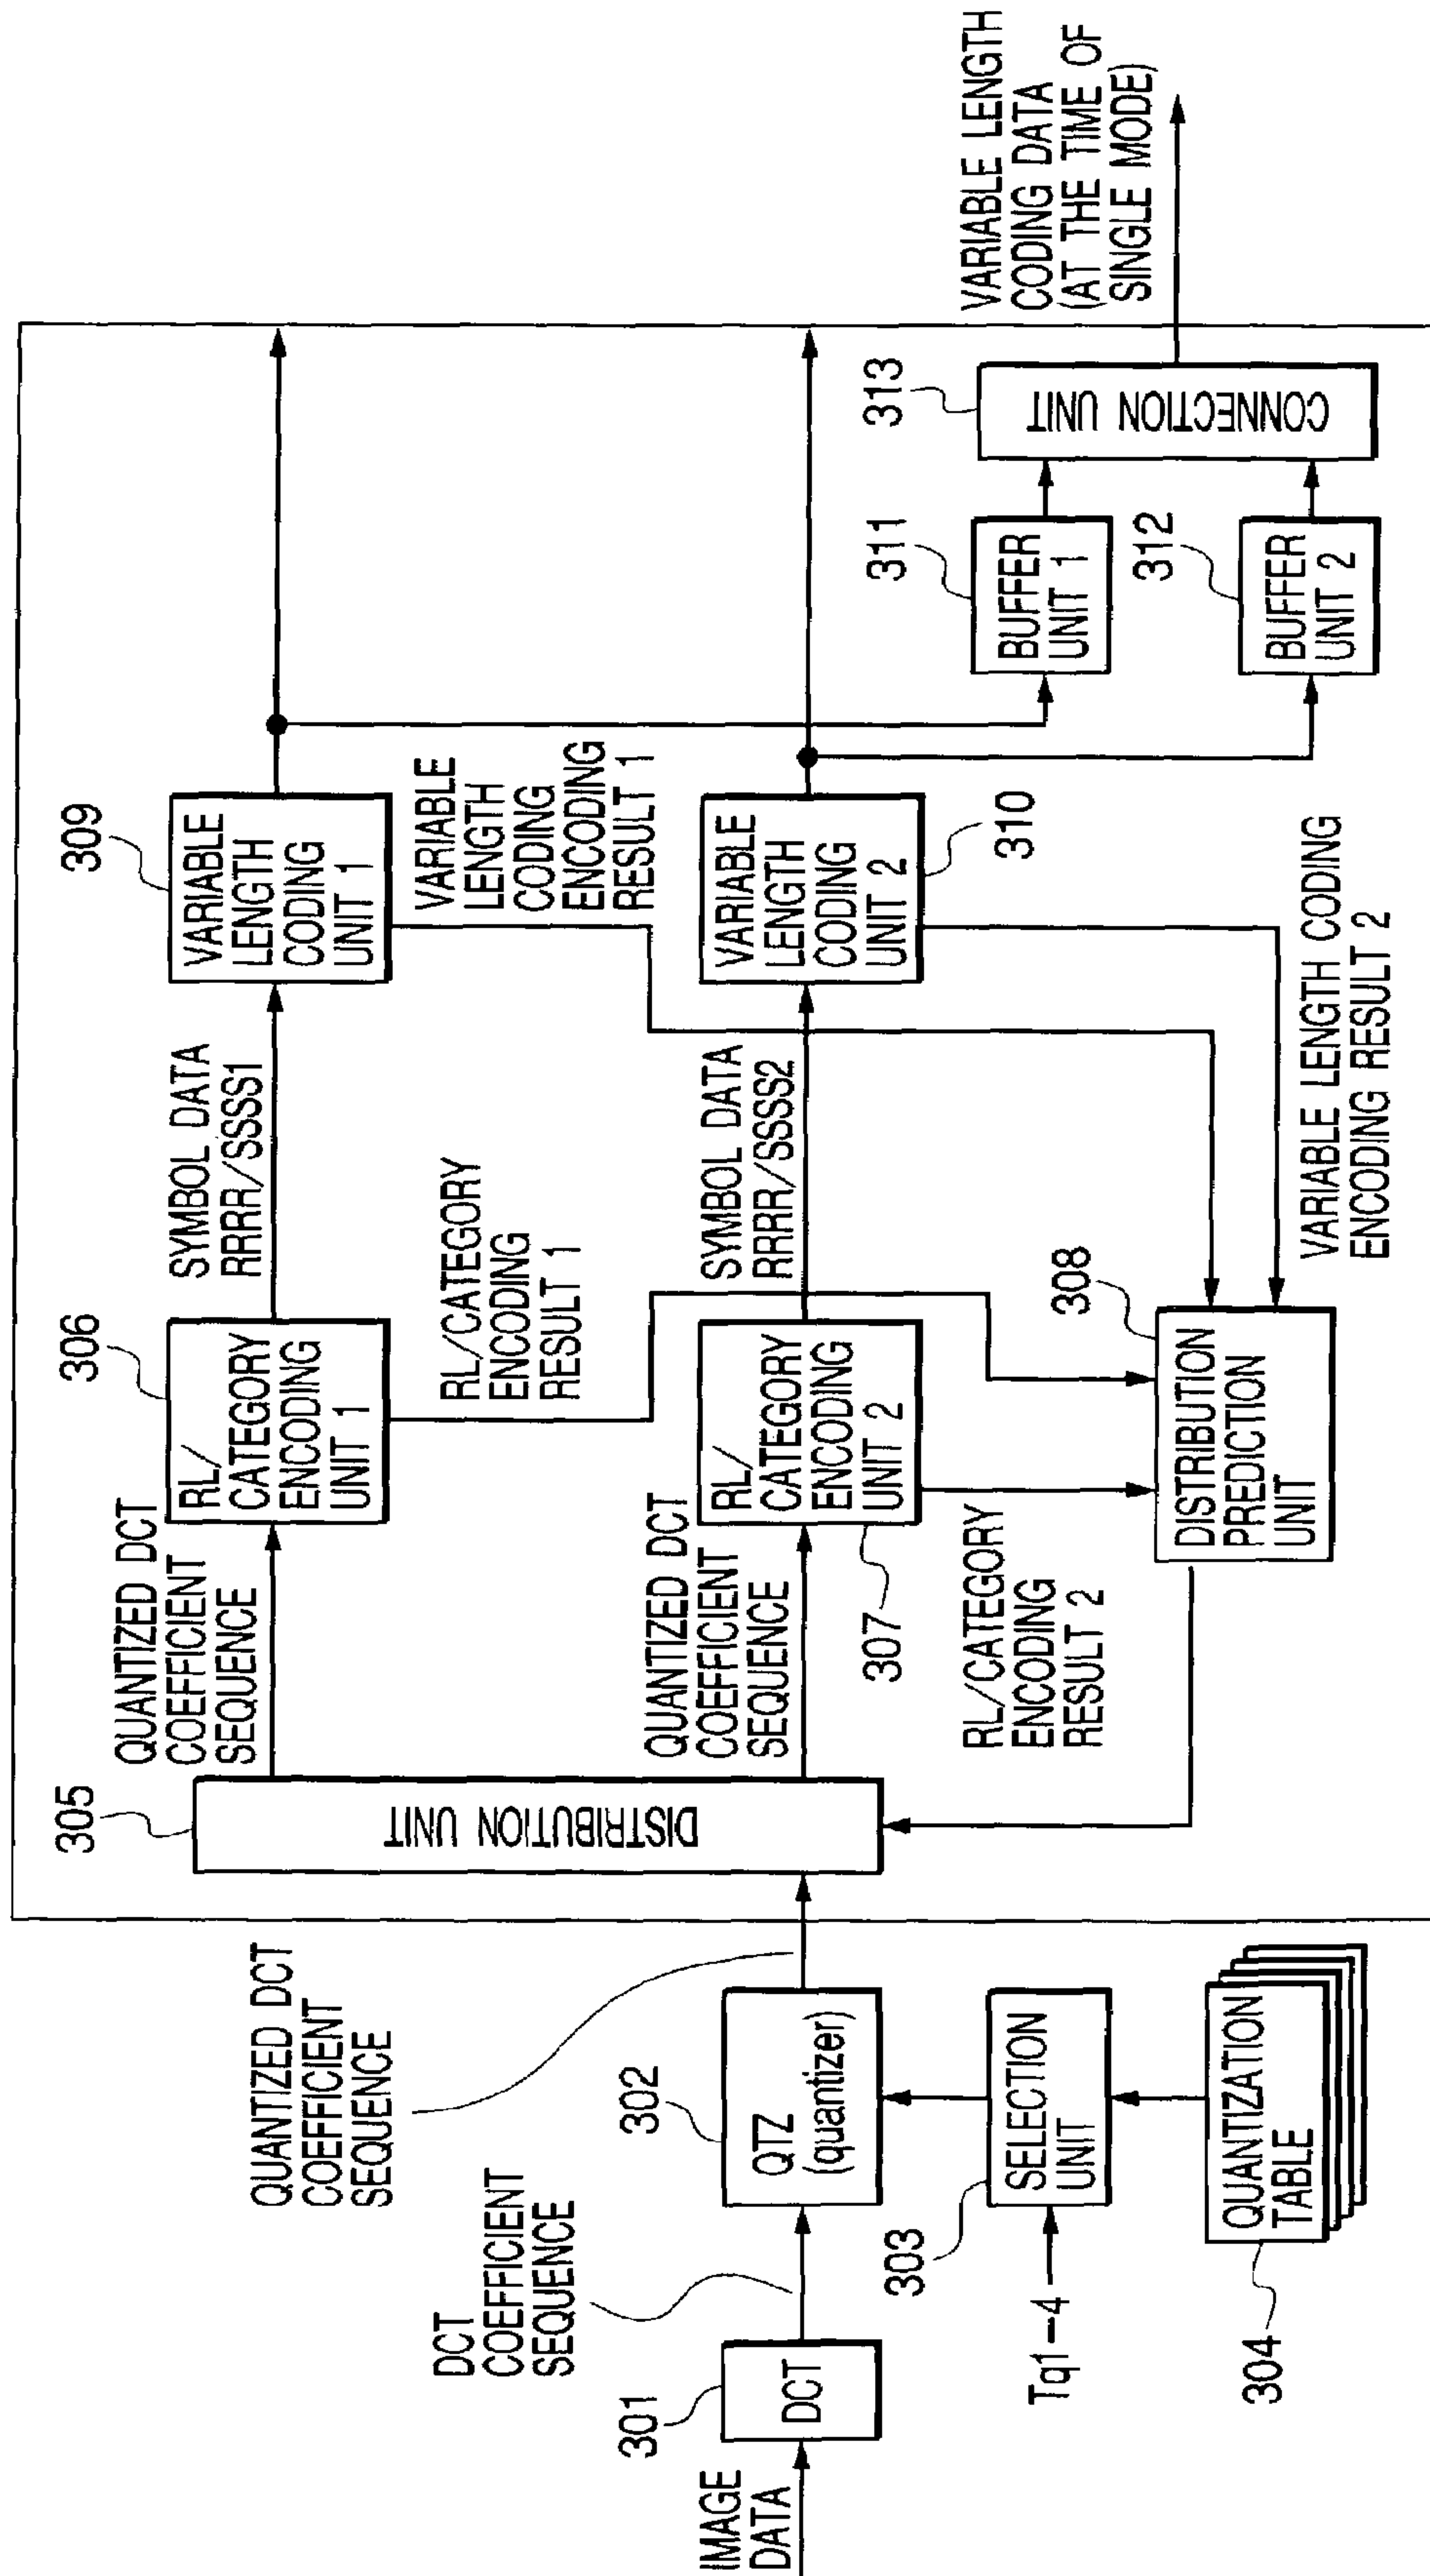 IMAGE
DATA
301
DCT
DCT
COEFFICIENT
SEQUENCE
302
QTZ
(quantizer)
QUANTIZED DCT
COEFFICIENT
SEQUENCE
303
SELECTION
UNIT
Tq1-4
304
QUANTIZATION
TABLE
305
DISTRIBUTION UNIT
QUANTIZED DCT
COEFFICIENT
SEQUENCE
306
RL/
CATEGORY
ENCODING
UNIT 1
SYMBOL DATA
RRRR/SSSS1
RL/CATEGORY
ENCODING
RESULT 1
309
VARIABLE
LENGTH
CODING
UNIT 1
VARIABLE
LENGTH
CODING
ENCODING
RESULT 1
QUANTIZED DCT
COEFFICIENT
SEQUENCE
307
RL/
CATEGORY
ENCODING
UNIT 2
SYMBOL DATA
RRRR/SSSS2
RL/CATEGORY
ENCODING
RESULT 2
308
DISTRIBUTION
PREDICTION
UNIT
310
VARIABLE
LENGTH
CODING
UNIT 2
VARIABLE LENGTH CODING
ENCODING RESULT 2
311
BUFFER
UNIT 1
312
BUFFER
UNIT 2
313
CONNECTION UNIT
VARIABLE LENGTH
CODING DATA
(AT THE TIME OF
SINGLE MODE)